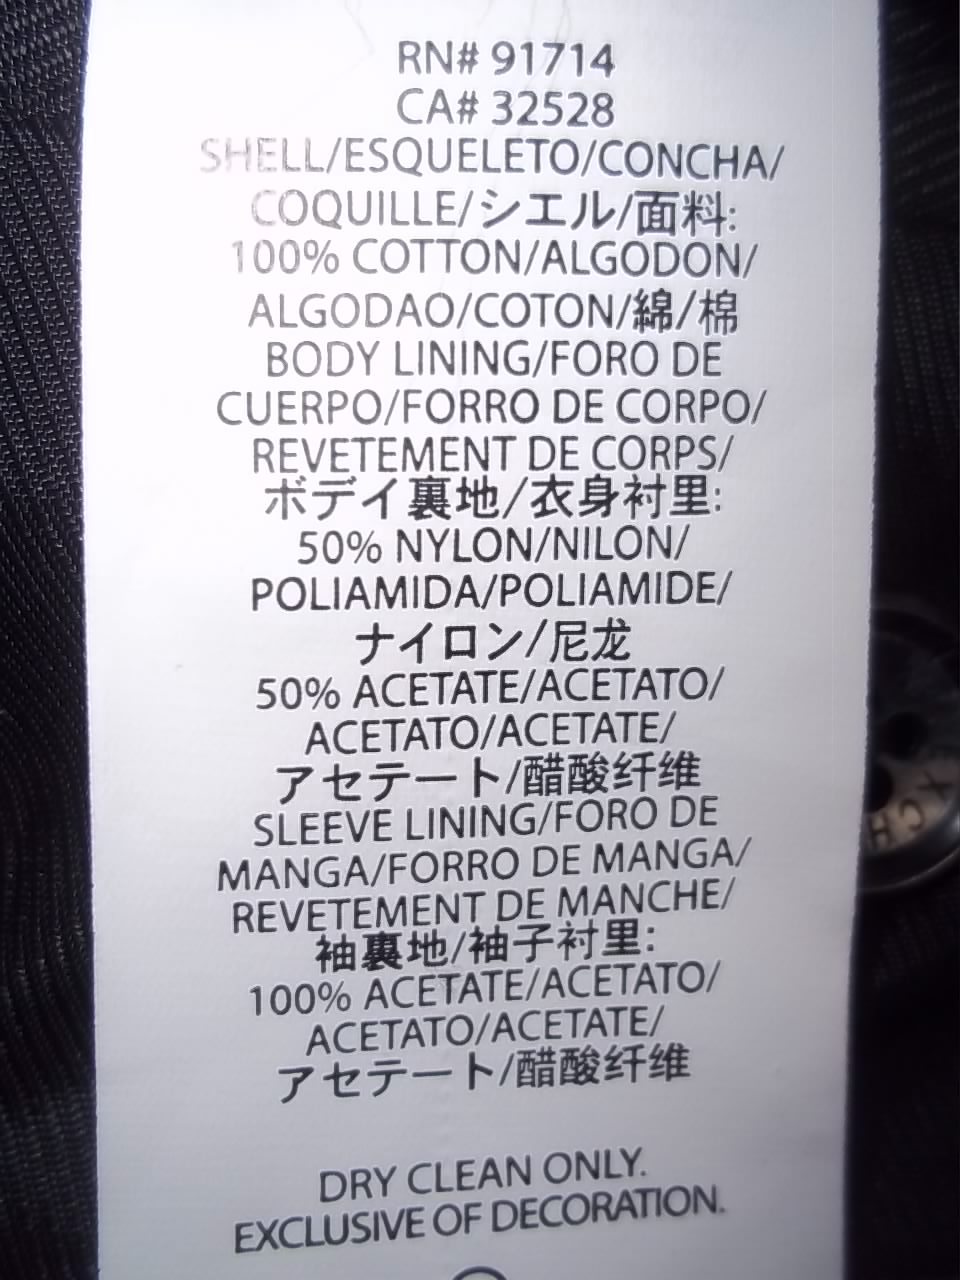 RN# 91714
CA# 32528
SHELL/ESQUELETO/CONCHA/
COQUILLE/シエル/面料:
100% COTTON/ALGODON/
ALGODAO/COTON/綿/棉
BODY LINING/FORO DE
CUERPO/FORRO DE CORPO/
REVETEMENT DE CORPS/
ボディ裏地/衣身衬里:
50% NYLON/NILON/
POLIAMIDA/POLIAMIDE/
ナイロン/尼龙
50% ACETATE/ACETATO/
ACETATO/ACETATE/
アセテート/醋酸纤维
SLEEVE LINING/FORO DE
MANGA/FORRO DE MANGA/
REVETEMENT DE MANCHE/
袖裏地/袖子衬里:
100% ACETATE/ACETATO/
ACETATO/ACETATE/
アセテート/醋酸纤维
DRY CLEAN ONLY.
EXCLUSIVE OF DECORATION.